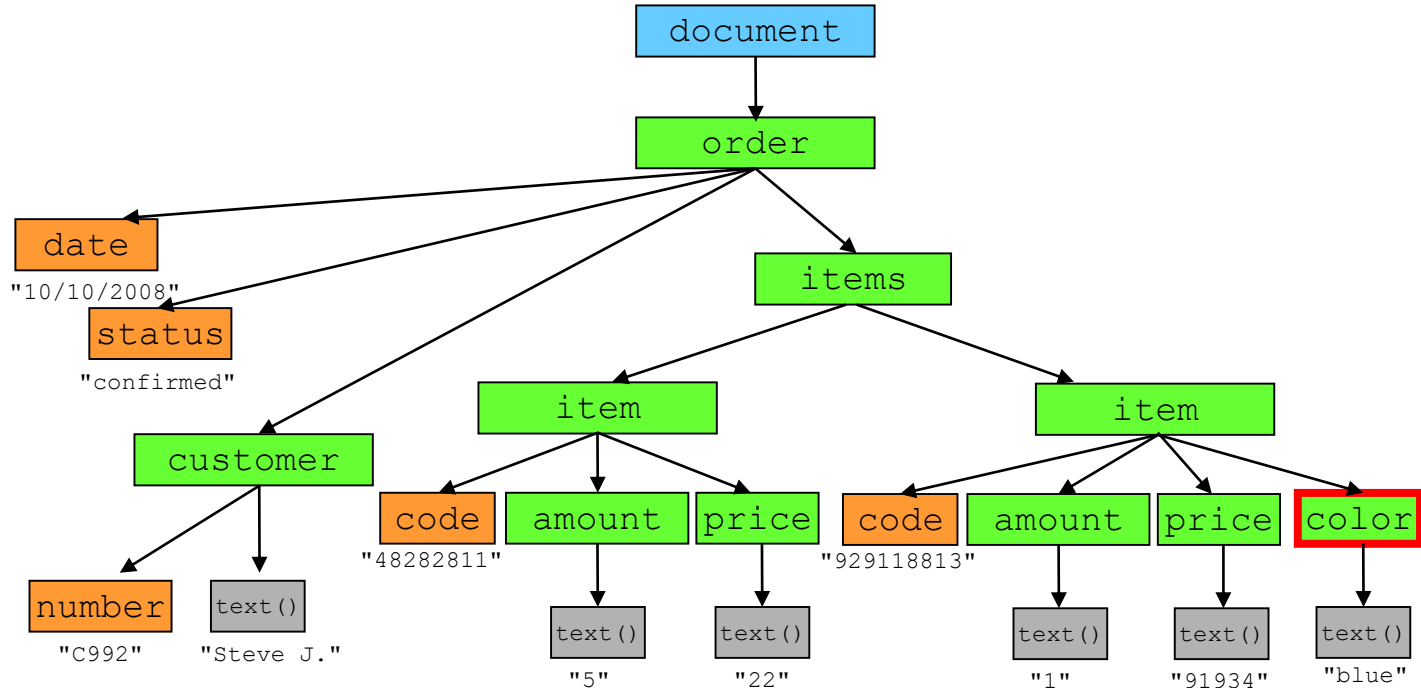 document
order
date
"10/10/2008"
items
status
"confirmed"
item
item
customer
code
amount
price
code
amount
price
color
"48282811"
"929118813"
number
text()
text()
text()
text()
text()
text()
"C992"
"Steve J."
"5"
"22"
"1"
"91934"
"blue"